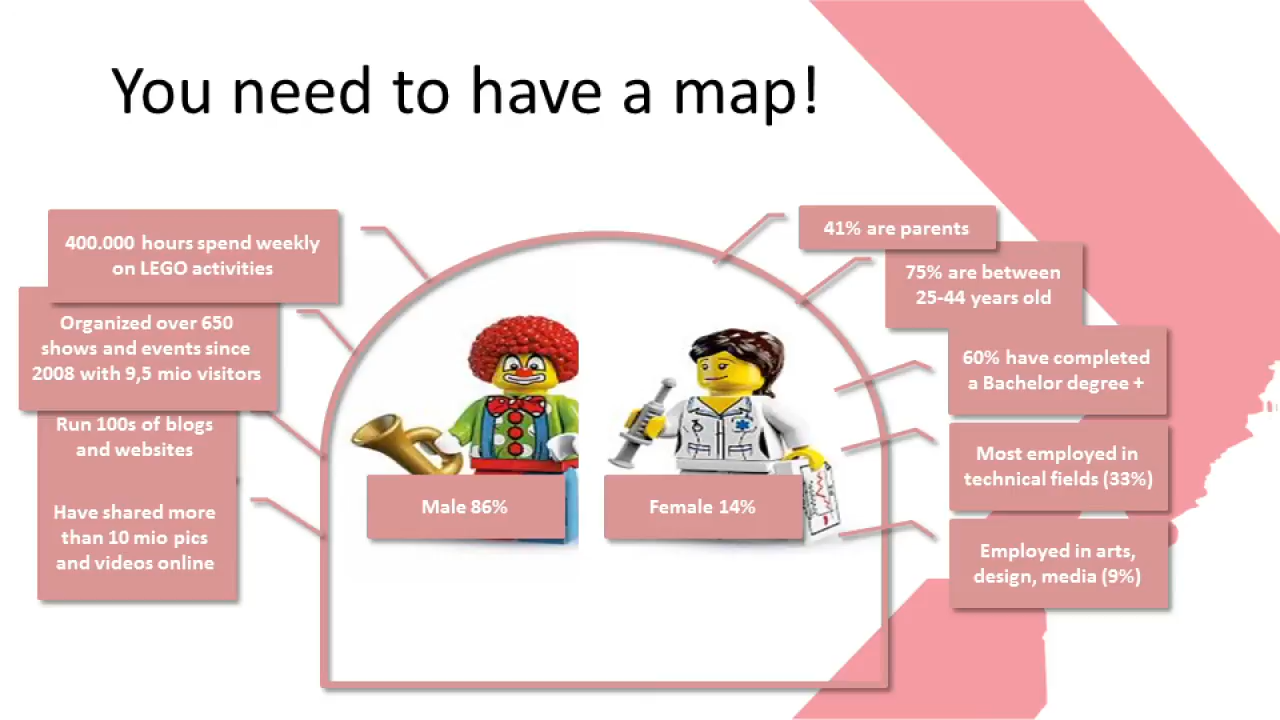 You need to have a map!
400.000 hours spend weekly
on LEGO activities
Organized over 650
shows and events since
2008 with 9,5 mio visitors
Run 100s of blogs
and websites
Have shared more
than 10 mio pics
and videos online
Male 86%
Female 14%
41% are parents
75% are between
25-44 years old
60% have completed
a Bachelor degree +
Most employed in
technical fields (33%)
Employed in arts,
design, media (9%)